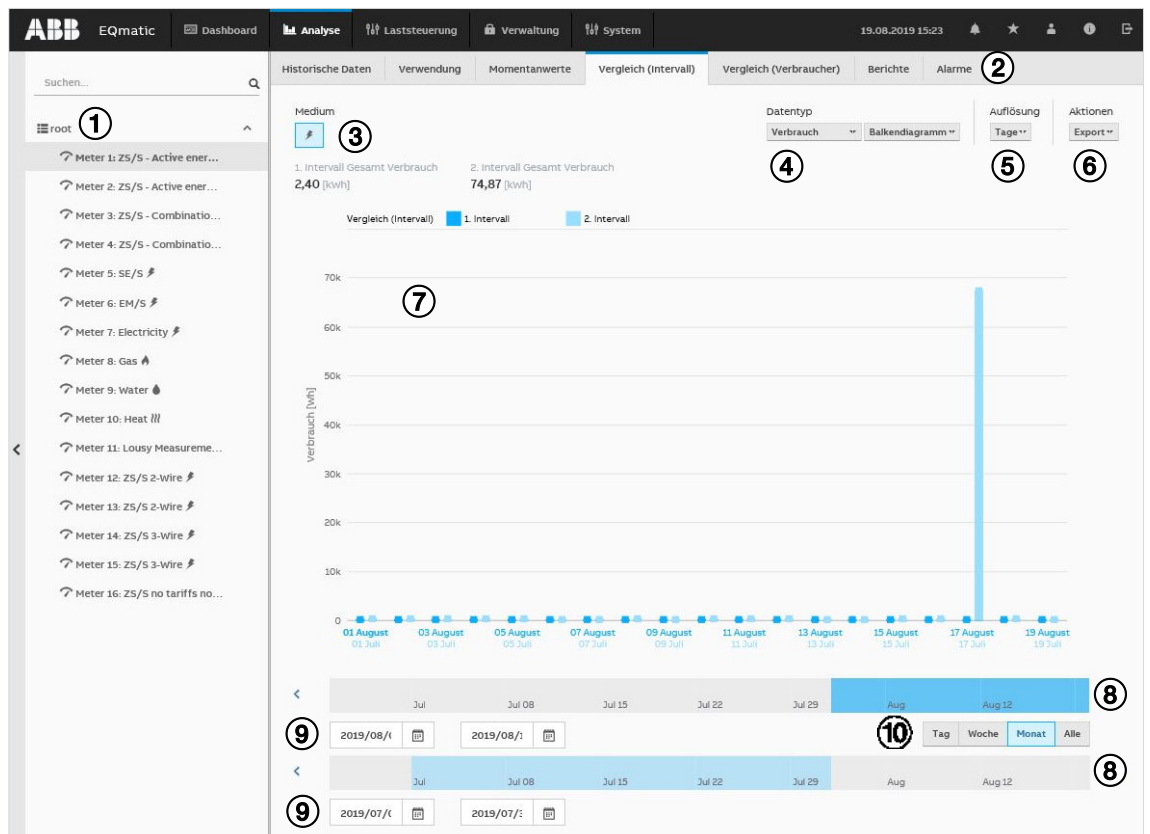 ABB EQmatic Dashboard Analyse Laststeuerung Verwaltung System 19.08.2019 15:23
Historische Daten Verwendung Momentanwerte Vergleich (Intervall) Vergleich (Verbraucher) Berichte Alarme 2
Suchen...
root 1
Meter 1: ZS/S - Active ener...
Meter 2: ZS/S - Active ener...
Meter 3: ZS/S - Combinatio...
Meter 4: ZS/S - Combinatio...
Meter 5: SE/S
Meter 6: EM/S
Meter 7: Electricity
Meter 8: Gas
Meter 9: Water
Meter 10: Heat
Meter 11: Lousy Measureme...
Meter 12: ZS/S 2-Wire
Meter 13: ZS/S 2-Wire
Meter 14: ZS/S 3-Wire
Meter 15: ZS/S 3-Wire
Meter 16: ZS/S no tariffs no...
Medium
3
Datentyp Auflösung Aktionen
Verbrauch Balkendiagramm Tage Export
4 5 6
1. Intervall Gesamt Verbrauch 2. Intervall Gesamt Verbrauch
2,40 [kWh] 74,87 [kWh]
Vergleich (Intervall) 1. Intervall 2. Intervall
7
Verbrauch [Wh]
70k
60k
50k
40k
30k
20k
10k
0
01 August 03 August 05 August 07 August 09 August 11 August 13 August 15 August 17 August 19 August
01 Juli 03 Juli 05 Juli 07 Juli 09 Juli 11 Juli 13 Juli 15 Juli 17 Juli 19 Juli
Jul Jul 08 Jul 15 Jul 22 Jul 29 Aug Aug 12 8
9 2019/08/( 2019/08/: 10 Tag Woche Monat Alle
Jul Jul 08 Jul 15 Jul 22 Jul 29 Aug Aug 12 8
9 2019/07/( 2019/07/: